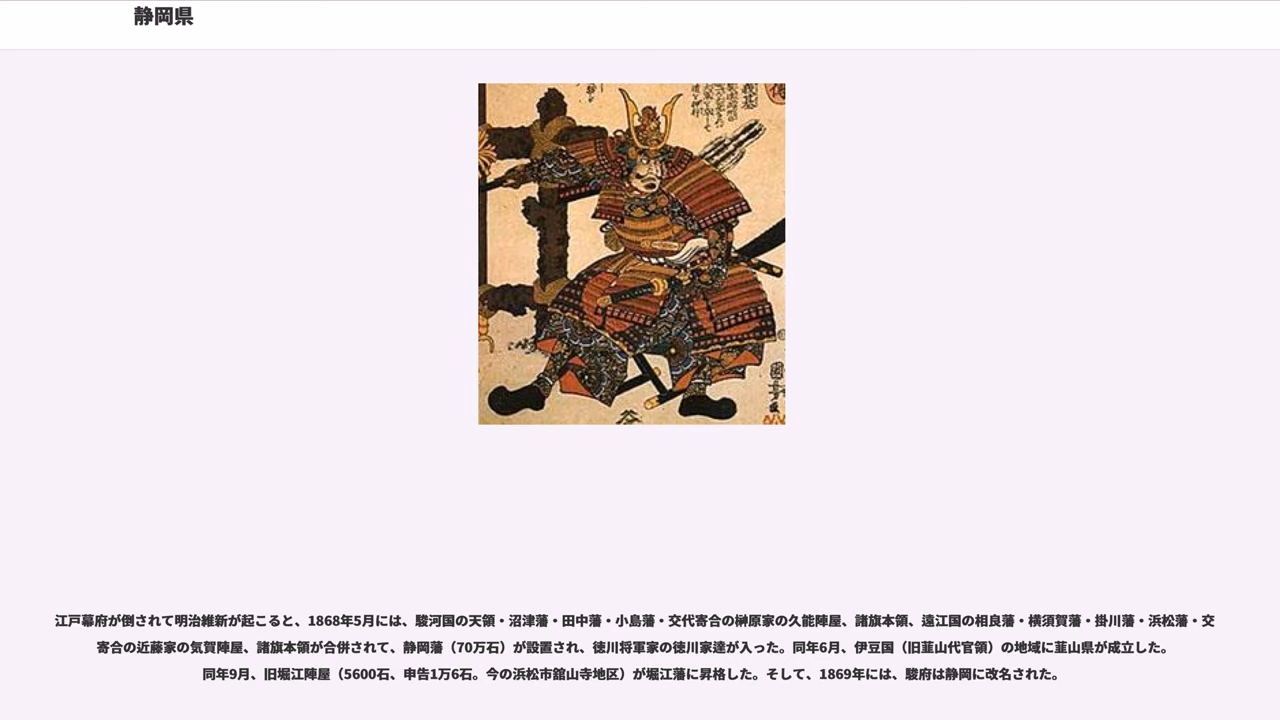 静岡県
江戸幕府が倒されて明治維新が起こると、1868年5月には、駿河国の天領・沼津藩・田中藩・小島藩・交代寄合の榊原家の久能陣屋、諸旗本領、遠江国の相良藩・横須賀藩・掛川藩・浜松藩・交
寄合の近藤家の気賀陣屋、諸旗本領が合併されて、静岡藩（70万石）が設置され、徳川将軍家の徳川家達が入った。同年6月、伊豆国（旧韮山代官領）の地域に韮山県が成立した。
同年9月、旧堀江陣屋（5600石、申告1万6石。今の浜松市舘山寺地区）が堀江藩に昇格した。そして、1869年には、駿府は静岡に改名された。